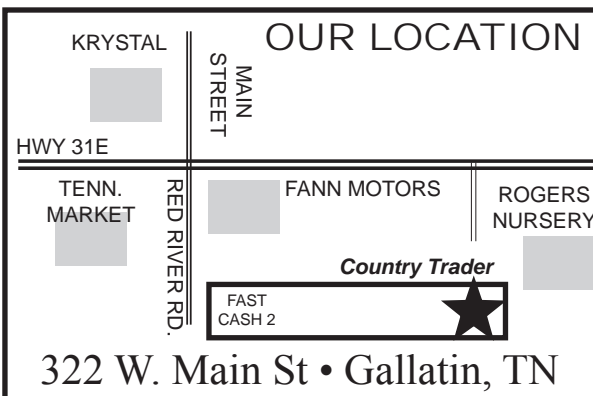 OUR LOCATION
KRYSTAL
MAIN
STREET
HWY 31E
TENN.
MARKET
RED RIVER RD.
FANN MOTORS
ROGERS
NURSERY
Country Trader
FAST
CASH 2
322 W. Main St • Gallatin, TN